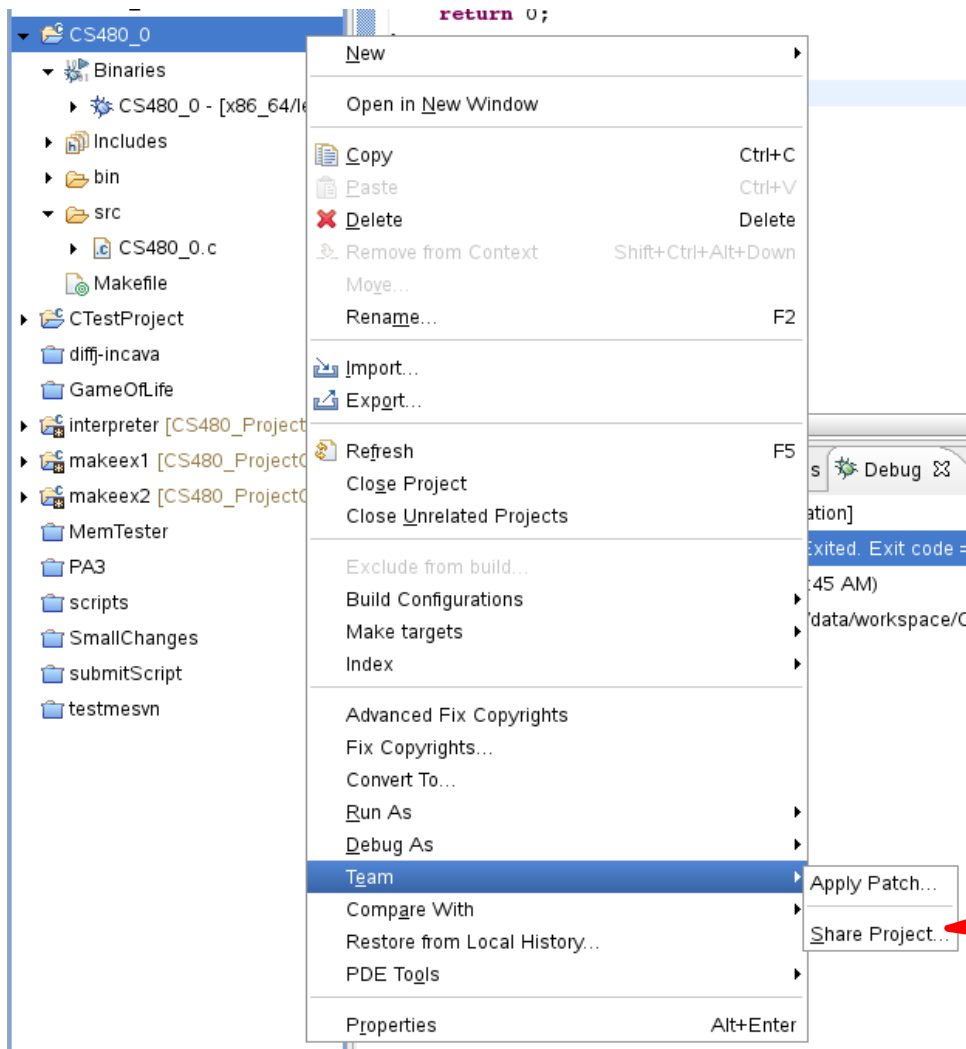 return 0;
CS480_0
Binaries
CS480_0 - [x86_64/le
Includes
bin
src
CS480_0.c
Makefile
CTestProject
diffj-incava
GameOfLife
interpreter [CS480_Project
makeex1 [CS480_Project
makeex2 [CS480_Project
MemTester
PA3
scripts
SmallChanges
submitScript
testmesvn
New
Open in New Window
Copy Ctrl+C
Paste Ctrl+V
Delete Delete
Remove from Context Shift+Ctrl+Alt+Down
Move...
Rename... F2
Import...
Export...
Refresh F5
Close Project
Close Unrelated Projects
Exclude from build...
Build Configurations
Make targets
Index
Advanced Fix Copyrights
Fix Copyrights...
Convert To...
Run As
Debug As
Team
Compare With
Restore from Local History...
PDE Tools
Properties Alt+Enter
Apply Patch...
Share Project...
s Debug
ation]
Exited. Exit code =
:45 AM)
/data/workspace/C